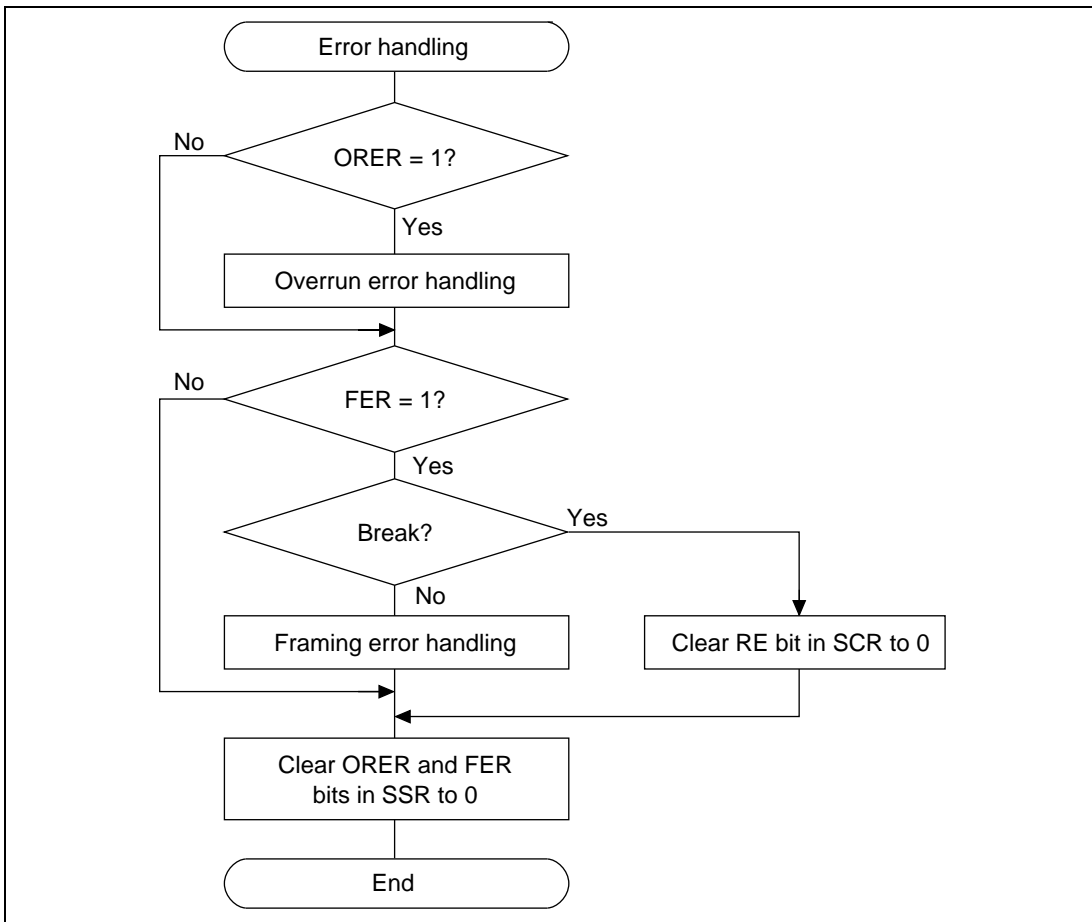 Error handling
No
ORER = 1?
Yes
Overrun error handling
No
FER = 1?
Yes
Break?
Yes
No
Framing error handling
Clear RE bit in SCR to 0
Clear ORER and FER
bits in SSR to 0
End